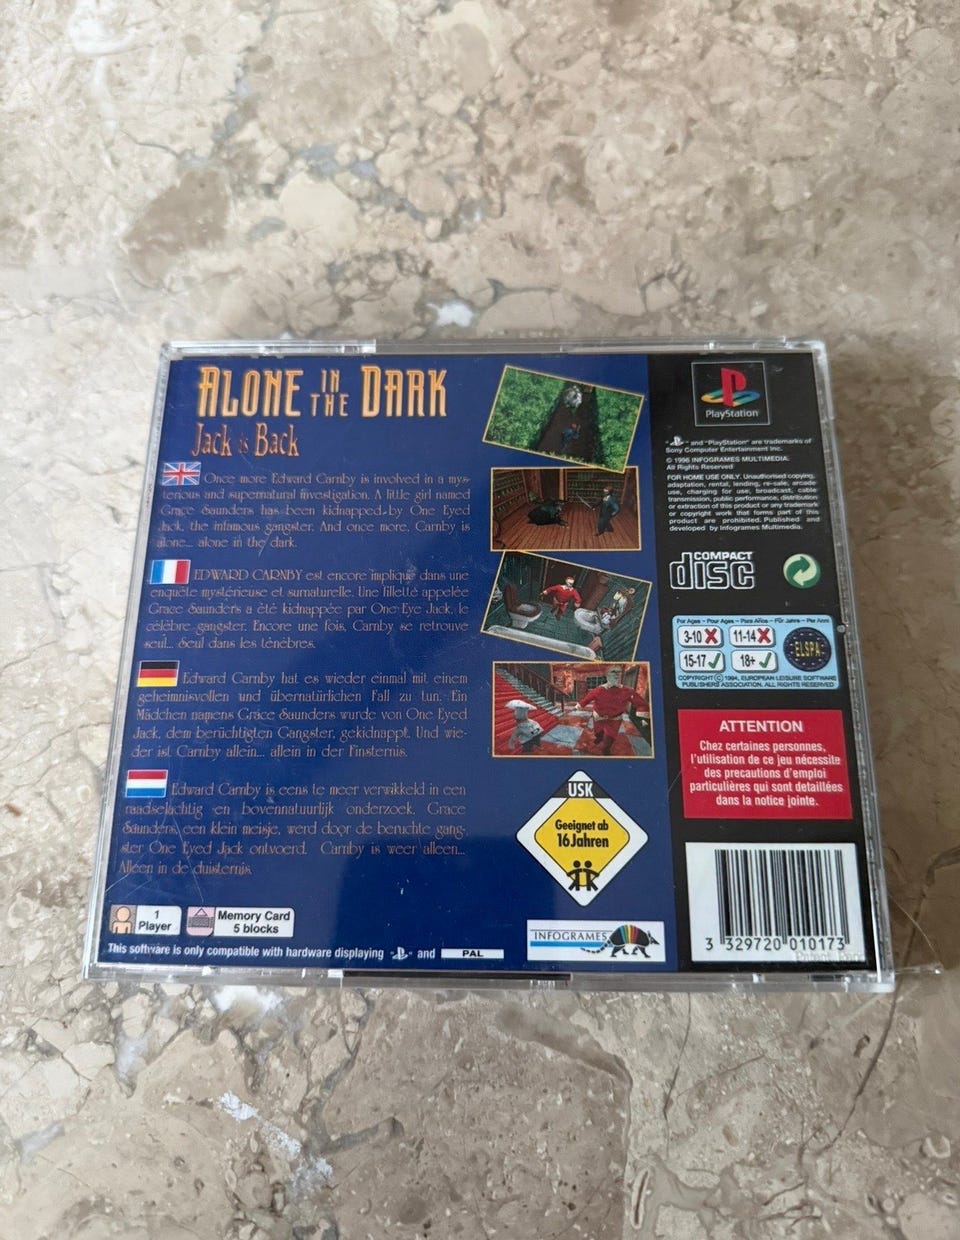 ALONE IN THE DARK
Jack is Back
Once more Edward Carnby is involved in a mys-
terious and supernatural investigation. A little girl named
Grace Saunders has been kidnapped by One Eyed
Jack, the infamous gangster. And once more, Carnby is
alone... alone in the dark.
EDWARD CARNBY est encore impliqué dans une
enquête mystérieuse et surnaturelle. Une fillette appelée
Grace Saunders a été kidnappée par One-Eye Jack, le
célèbre gangster. Encore une fois, Carnby se retrouve
seul... Seul dans les ténèbres.
Edward Carnby hat es wieder einmal mit einem
geheimnisvollen und übernatürlichen Fall zu tun. Ein
Mädchen namens Grace Saunders wurde von One Eyed
Jack, dem berüchtigten Gangster, gekidnappt. Und wie-
der ist Carnby allein... allein in der Finsternis.
Edward Carnby is eens te meer verwikkeld in een
raadselachtig en bovennatuurlijk onderzoek. Grace
Saunders, een klein meisje, werd door de beruchte gang-
ster One Eyed Jack ontvoerd. Carnby is weer alleen...
Alleen in de duisternis.
1
Player
Memory Card
5 blocks
This software is only compatible with hardware displaying and PAL
USK
Geeignet ab
16 Jahren
INFOGRAMES
PlayStation
" " and "PlayStation" are trademarks of
Sony Computer Entertainment Inc.
© 1996 INFOGRAMES MULTIMEDIA.
All Rights Reserved
FOR HOME USE ONLY. Unauthorised copying,
adaptation, rental, lending, re-sale, arcade
use, charging for use, broadcast, cable
transmission, public performance, distribution
or extraction of this product or any trademark
or copyright work that forms part of this
product are prohibited. Published and
developed by Infogrames Multimedia.
COMPACT
disc
For Ages - Pour Ages - Para Años - Für Jahre - Per Anni
3-10 11-14
15-17 18+
ELSPA
COPYRIGHT © 1994, EUROPEAN LEISURE SOFTWARE
PUBLISHERS ASSOCIATION. ALL RIGHTS RESERVED
ATTENTION
Chez certaines personnes,
l'utilisation de ce jeu nécessite
des precautions d'emploi
particulières qui sont detaillées
dans la notice jointe.
3 329720 010173